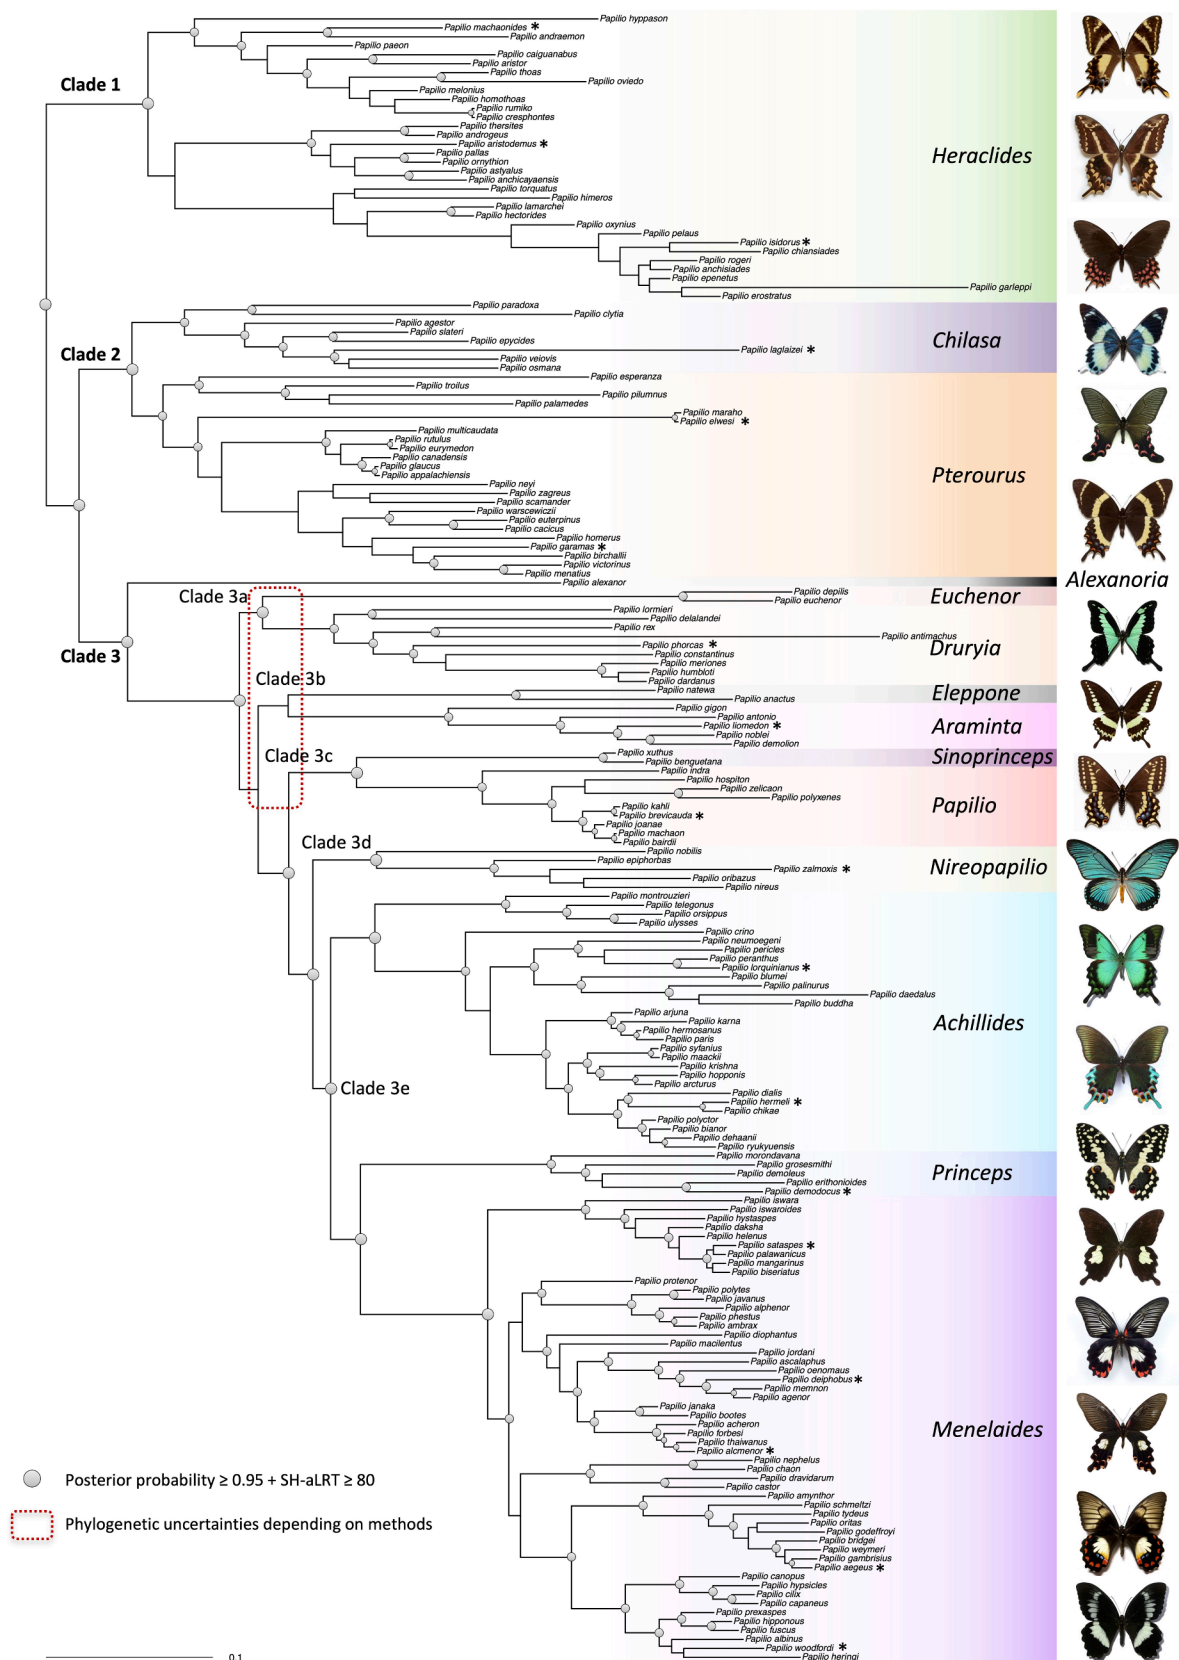 Papilio hyppason
Papilio machaonides *
Papilio andraemon
Papilio paeon
Papilio caiguanabus
Papilio aristor
Papilio thoas
Papilio oviedo
Clade 1
Papilio melonius
Papilio homothoas
Papilio rumiko
Papilio cresphontes
Papilio thersites
Papilio androgeus
Papilio aristodemus *
Papilio pallas
Heraclides
Papilio ornythion
Papilio astyalus
Papilio anchicayaensis
Papilio torquatus
Papilio himeros
Papilio lamarchei
Papilio hectorides
Papilio oxynius
Papilio pelaus
Papilio isidorus *
Papilio chiansiades
Papilio rogeri
Papilio anchisiades
Papilio epenetus
Papilio garleppi
Papilio erostratus
Papilio paradoxa
Papilio clytia
Papilio agestor
Papilio slateri
Papilio epycides
Chilasa
Papilio laglaizei *
Clade 2
Papilio veiovis
Papilio osmana
Papilio esperanza
Papilio troilus
Papilio pilumnus
Papilio palamedes
Papilio maraho
Papilio elwesi *
Papilio multicaudata
Papilio rutulus
Papilio eurymedon
Papilio canadensis
Papilio glaucus
Papilio appalachiensis
Pterourus
Papilio neyi
Papilio zagreus
Papilio scamander
Papilio warscewiczii
Papilio euterpinus
Papilio cacicus
Papilio homerus
Papilio garamas *
Papilio birchallii
Papilio victorinus
Papilio menatius
Papilio alexanor
Alexanoria
Papilio depilis
Clade 3a
Euchenor
Papilio euchenor
Papilio lormieri
Papilio delalandei
Papilio rex
Papilio antimachus
Papilio phorcas *
Druryia
Clade 3
Papilio constantinus
Papilio meriones
Papilio humbloti
Papilio dardanus
Clade 3b
Papilio natewa
Eleppone
Papilio anactus
Papilio gigon
Papilio antonio
Papilio liomedon *
Araminta
Papilio noblei
Papilio demolion
Clade 3c
Papilio xuthus
Sinoprinceps
Papilio benguetana
Papilio indra
Papilio hospiton
Papilio zelicaon
Papilio polyxenes
Papilio
Papilio kahli
Papilio brevicauda *
Papilio joanae
Papilio machaon
Papilio bairdii
Clade 3d
Papilio nobilis
Papilio epiphorbas
Papilio zalmoxis *
Nireopapilio
Papilio oribazus
Papilio nireus
Papilio montrouzieri
Papilio telegonus
Papilio orsippus
Papilio ulysses
Papilio crino
Papilio neumoegeni
Papilio pericles
Papilio peranthus
Papilio lorquinianus *
Papilio blumei
Papilio palinurus
Papilio daedalus
Papilio buddha
Papilio arjuna
Papilio karna
Achillides
Papilio hermosanus
Papilio paris
Papilio syfanius
Papilio maackii
Papilio krishna
Papilio hopponis
Papilio arcturus
Clade 3e
Papilio dialis
Papilio hermeli *
Papilio chikae
Papilio polyctor
Papilio bianor
Papilio dehaanii
Papilio ryukyuensis
Papilio morondavana
Papilio grosesmithi
Papilio demoleus
Princeps
Papilio erithonioides
Papilio demodocus *
Papilio iswara
Papilio iswaroides
Papilio hystaspes
Papilio daksha
Papilio helenus
Papilio sataspes *
Papilio palawanicus
Papilio mangarinus
Papilio biseriatus
Papilio protenor
Papilio polytes
Papilio javanus
Papilio alphenor
Papilio phestus
Papilio ambrax
Papilio diophantus
Papilio macilentus
Papilio jordani
Papilio ascalaphus
Papilio oenomaus
Papilio deiphobus *
Papilio memnon
Papilio agenor
Papilio janaka
Papilio bootes
Papilio acheron
Menelaides
Papilio forbesi
Papilio thaiwanus
Papilio alcmenor *
Papilio nephelus
Papilio chaon
Papilio dravidarum
Papilio castor
Posterior probability ≥ 0.95 + SH-aLRT ≥ 80
Papilio amynthor
Papilio schmeltzi
Papilio tydeus
Papilio oritas
Phylogenetic uncertainties depending on methods
Papilio godeffroyi
Papilio bridgei
Papilio weymeri
Papilio gambrisius
Papilio aegeus *
Papilio canopus
Papilio hypsicles
Papilio cilix
Papilio capaneus
Papilio prexaspes
Papilio hipponous
Papilio fuscus
Papilio albinus
Papilio woodfordi *
Papilio heringi
0.1